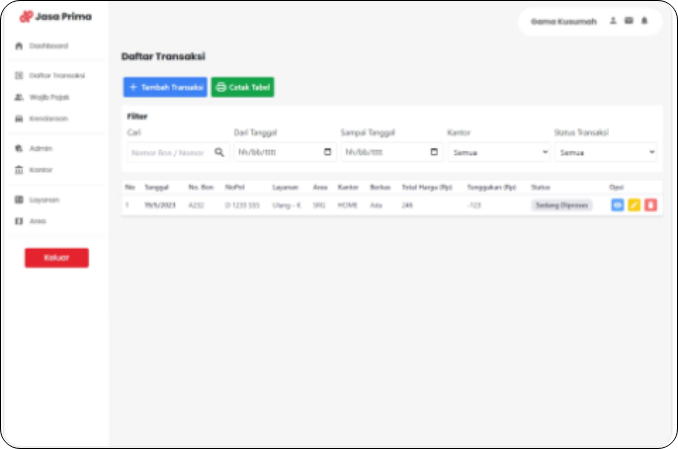 Jasa Prima
Gama Kusumah
Dashboard
Daftar Transaksi
Wajib Pajak
Kendaraan
Admin
Kantor
Layanan
Area
Keluar
Daftar Transaksi
+ Tambah Transaksi
Cetak Tabel
Filter
Cari Dari Tanggal Sampai Tanggal Kantor Status Transaksi
Nomor Bon / Nomor hh/bb/tttt hh/bb/tttt Semua Semua
No Tanggal No. Bon NoPol Layanan Area Kantor Berkas Total Harga (Rp) Tunggakan (Rp) Status Opsi
1 19/5/2023 A232 D 1233 SSS Ulang - K SRG HOME Ada 246 -123 Sedang Diproses